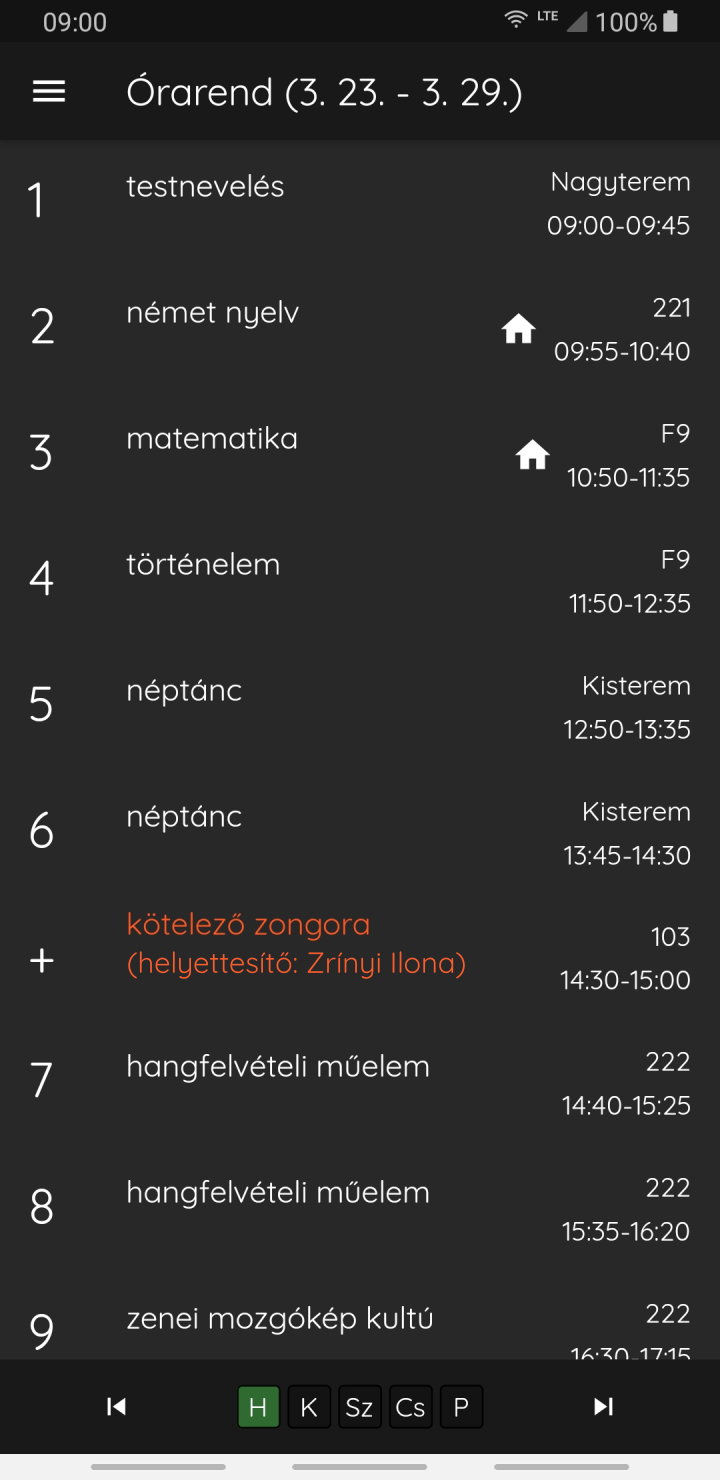 09:00 LTE 100%
Órarend (3. 23. - 3. 29.)
1 testnevelés Nagyterem
09:00-09:45
2 német nyelv 221
09:55-10:40
3 matematika F9
10:50-11:35
4 történelem F9
11:50-12:35
5 néptánc Kisterem
12:50-13:35
6 néptánc Kisterem
13:45-14:30
+ kötelező zongora 103
(helyettesítő: Zrínyi Ilona) 14:30-15:00
7 hangfelvételi műelem 222
14:40-15:25
8 hangfelvételi műelem 222
15:35-16:20
9 zenei mozgókép kultú 222
16:30-17:15
H K Sz Cs P